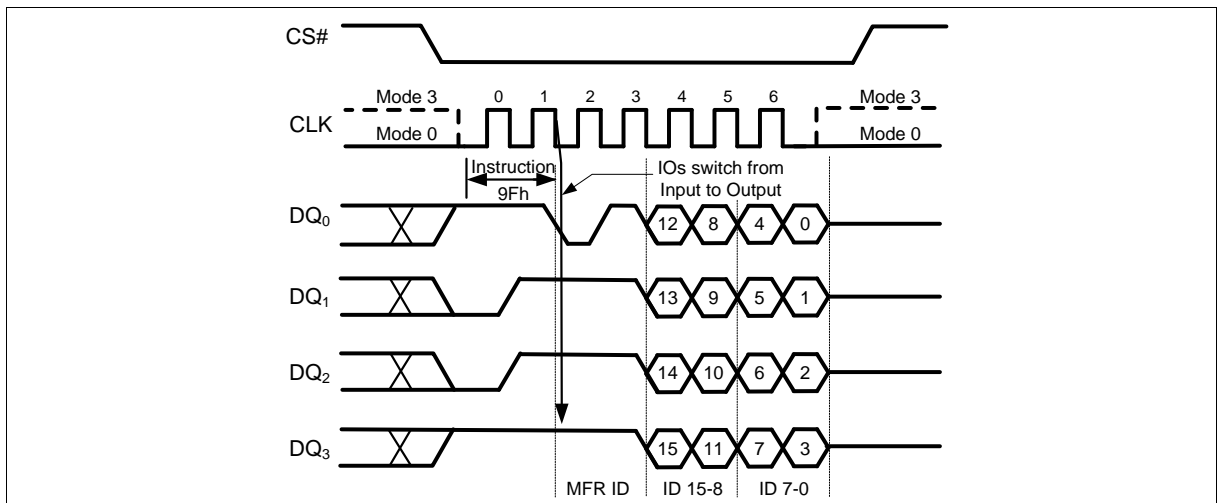 CS#
Mode 3 0 1 2 3 4 5 6 Mode 3
CLK
Mode 0 Mode 0
Instruction
9Fh
IOs switch from
Input to Output
DQ0 12 8 4 0
DQ1 13 9 5 1
DQ2 14 10 6 2
DQ3 15 11 7 3
MFR ID ID 15-8 ID 7-0